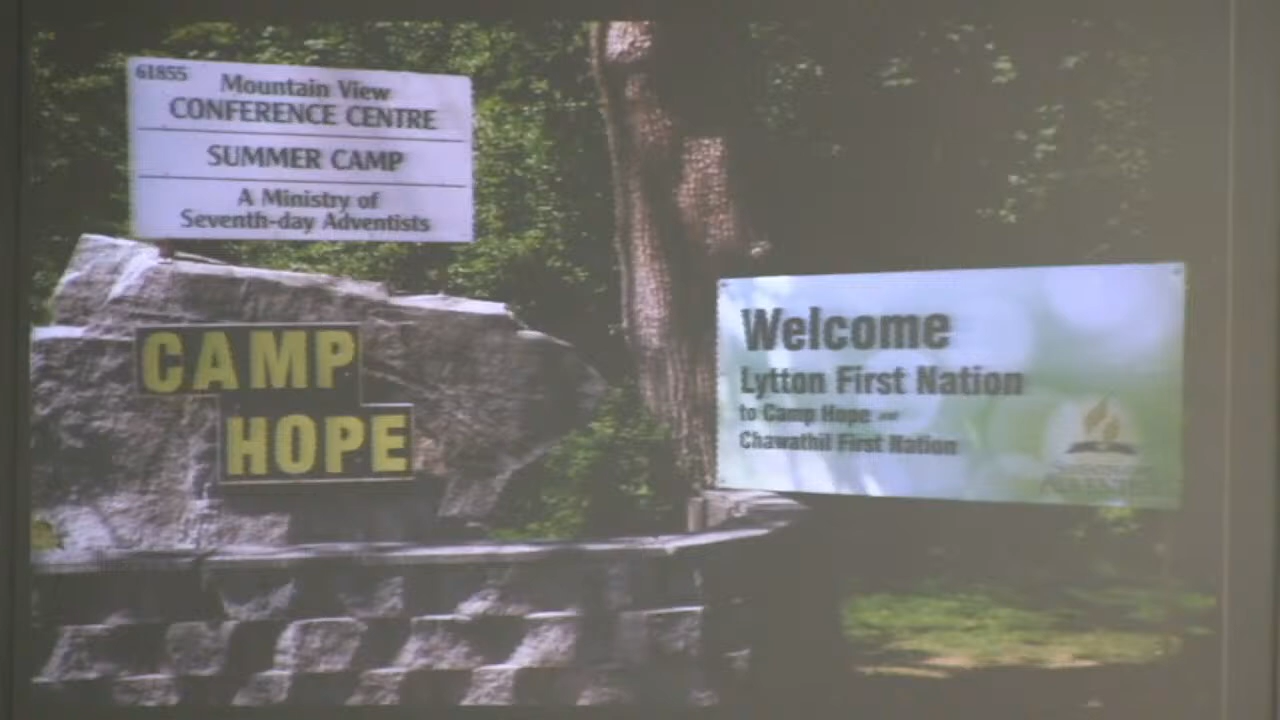 61855
Mountain View
CONFERENCE CENTRE
SUMMER CAMP
A Ministry of
Seventh-day Adventists
CAMP
HOPE
Welcome
Lytton First Nation
to Camp Hope and
Chawathil First Nation